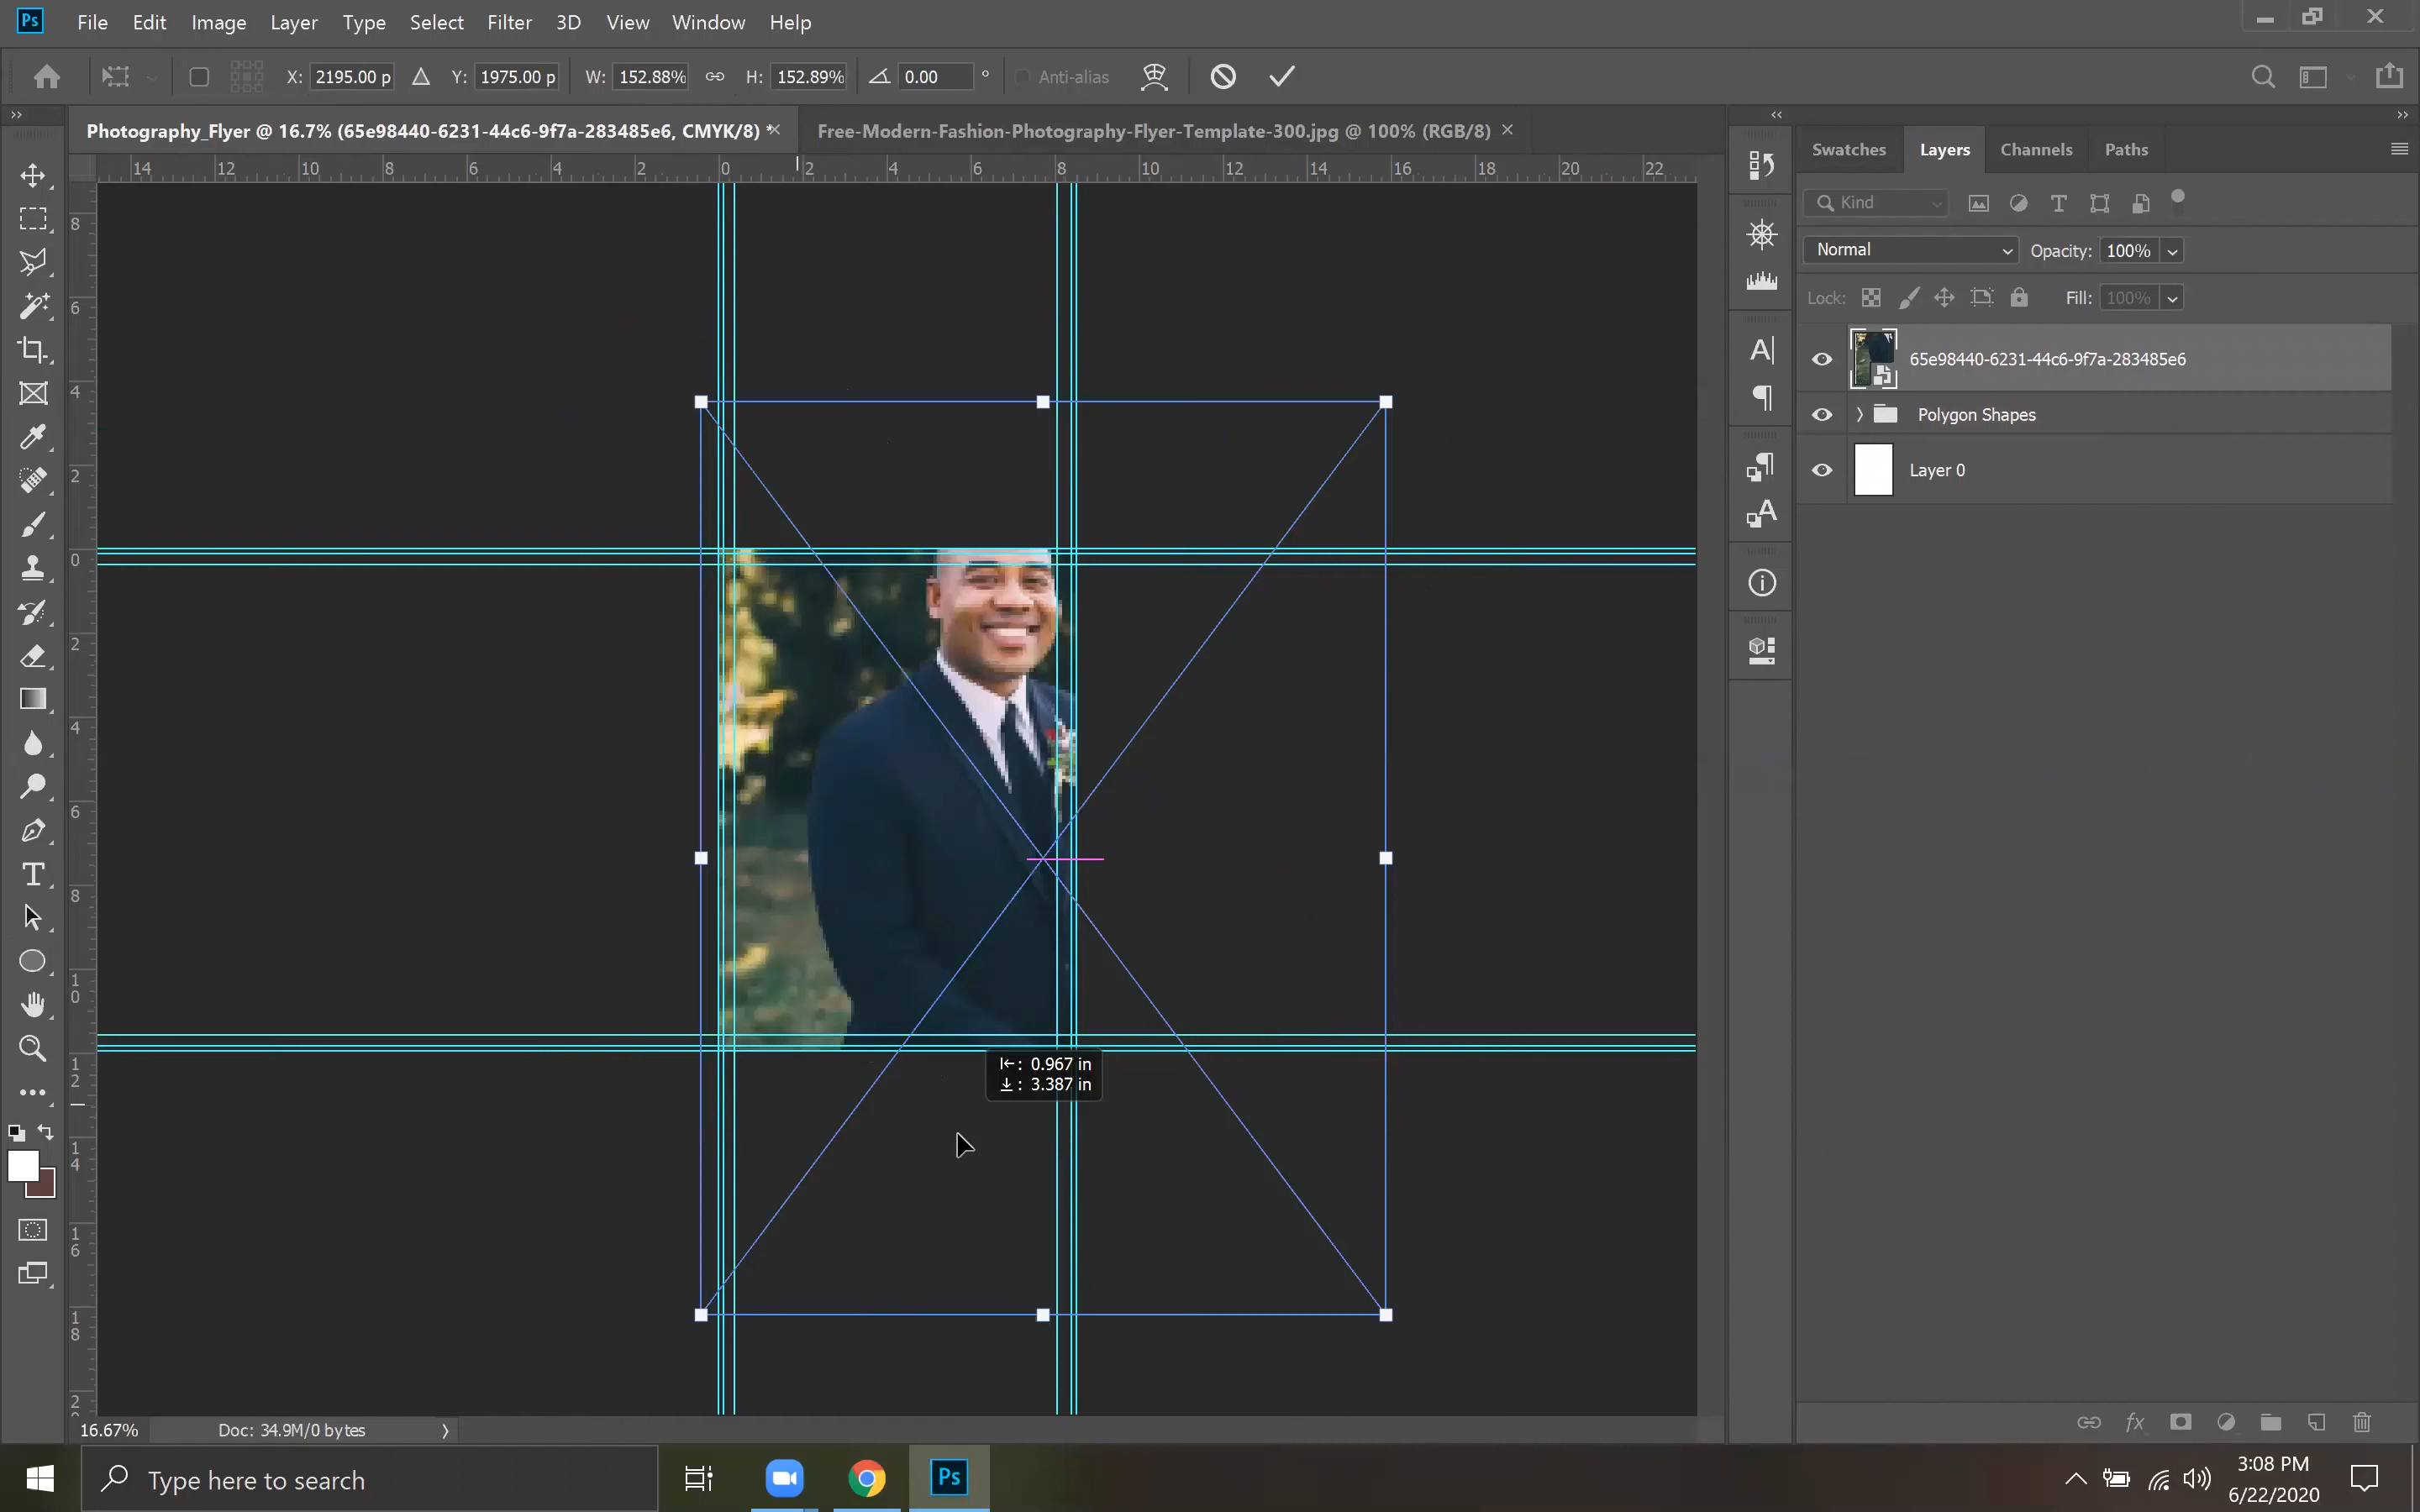 Ps File Edit Image Layer Type Select Filter 3D View Window Help
X: 2195.00 p Y: 1975.00 p W: 152.88% H: 152.89% 0.00 ° Anti-alias
Photography_Flyer @ 16.7% (65e98440-6231-44c6-9f7a-283485e6, CMYK/8) * Free-Modern-Fashion-Photography-Flyer-Template-300.jpg @ 100% (RGB/8)
14 12 10 8 6 4 2 0 2 4 6 8 10 12 14 16 18 20 22
8
6
4
2
0
2
4
6
8
10
12
14
16
18
Swatches Layers Channels Paths
Kind
Normal Opacity: 100%
Lock: Fill: 100%
65e98440-6231-44c6-9f7a-283485e6
Polygon Shapes
Layer 0
: 0.967 in
: 3.387 in
16.67% Doc: 34.9M/0 bytes
Type here to search
Ps
3:08 PM
6/22/2020